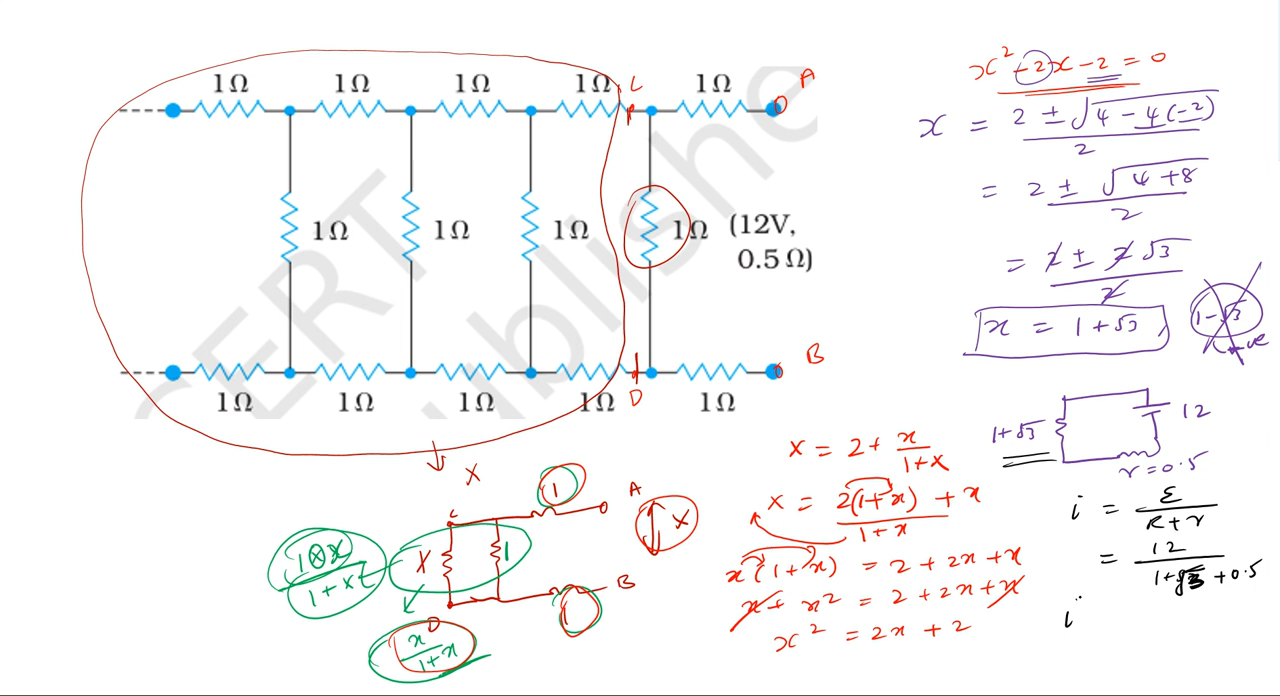 1Ω 1Ω 1Ω 1Ω C 1Ω A
1Ω 1Ω 1Ω 1Ω (12V,
0.5 Ω)
1Ω 1Ω 1Ω 1Ω D 1Ω B
x
C 1 A
x 1 x
D 1 B
1⊗x
1+x
x
1+x
x² - 2x - 2 = 0
x = 2 ± √4 - 4(-2)
2
= 2 ± √4+8
2
= 2 ± 2√3
2
x = 1+√3 1-√3
-ve
1+√3 12
r = 0.5
x = 2 + x
1+x
x = 2(1+x) + x
1+x
x(1+x) = 2+2x+x
x + x² = 2+2x+x
x² = 2x+2
i = ε
R+r
= 12
1+√3 +0.5
i